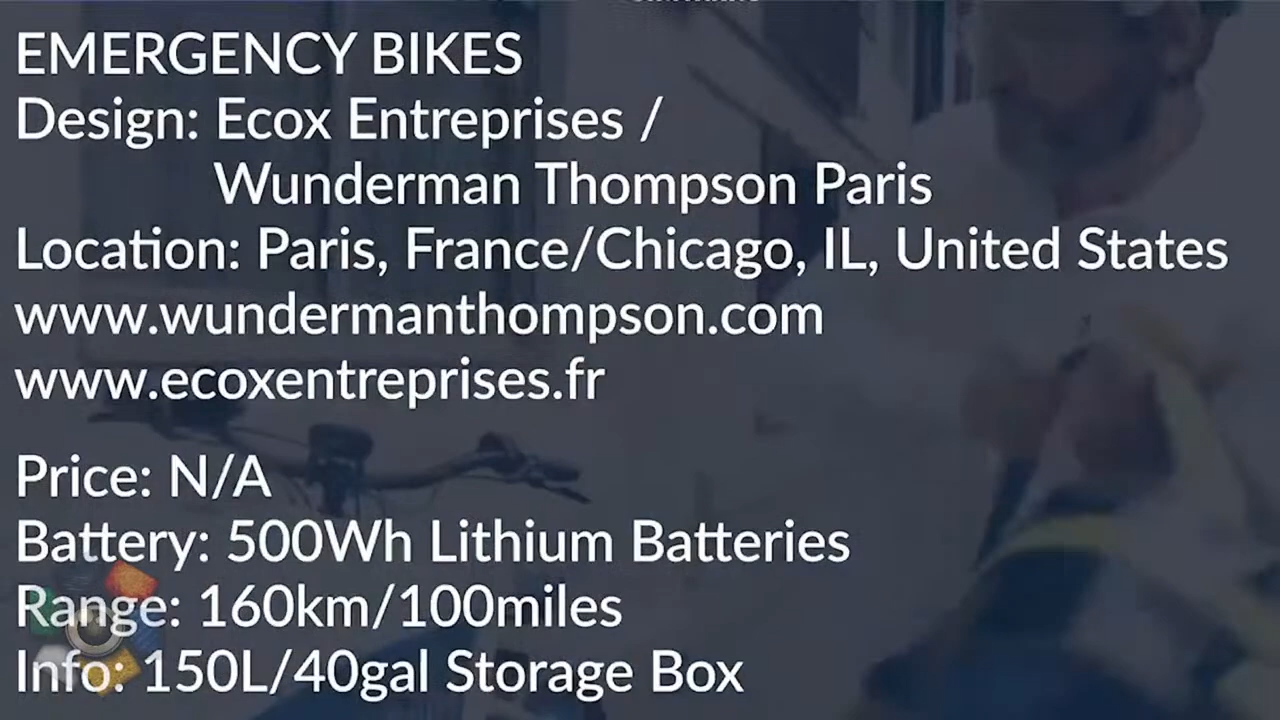 EMERGENCY BIKES
Design: Ecox Entreprises /
Wunderman Thompson Paris
Location: Paris, France/Chicago, IL, United States
www.wundermanthompson.com
www.ecoxentreprises.fr
Price: N/A
Battery: 500Wh Lithium Batteries
Range: 160km/100miles
Info: 150L/40gal Storage Box